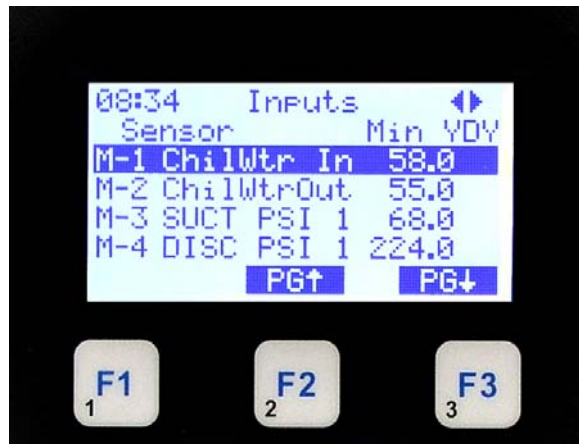 08:34 Inputs ◀▶
Sensor Min YDY
M-1 ChilWtr In 58.0
M-2 ChilWtrOut 55.0
M-3 SUCT PSI 1 68.0
M-4 DISC PSI 1 224.0
PG↑ PG↓
F1 F2 F3
1 2 3